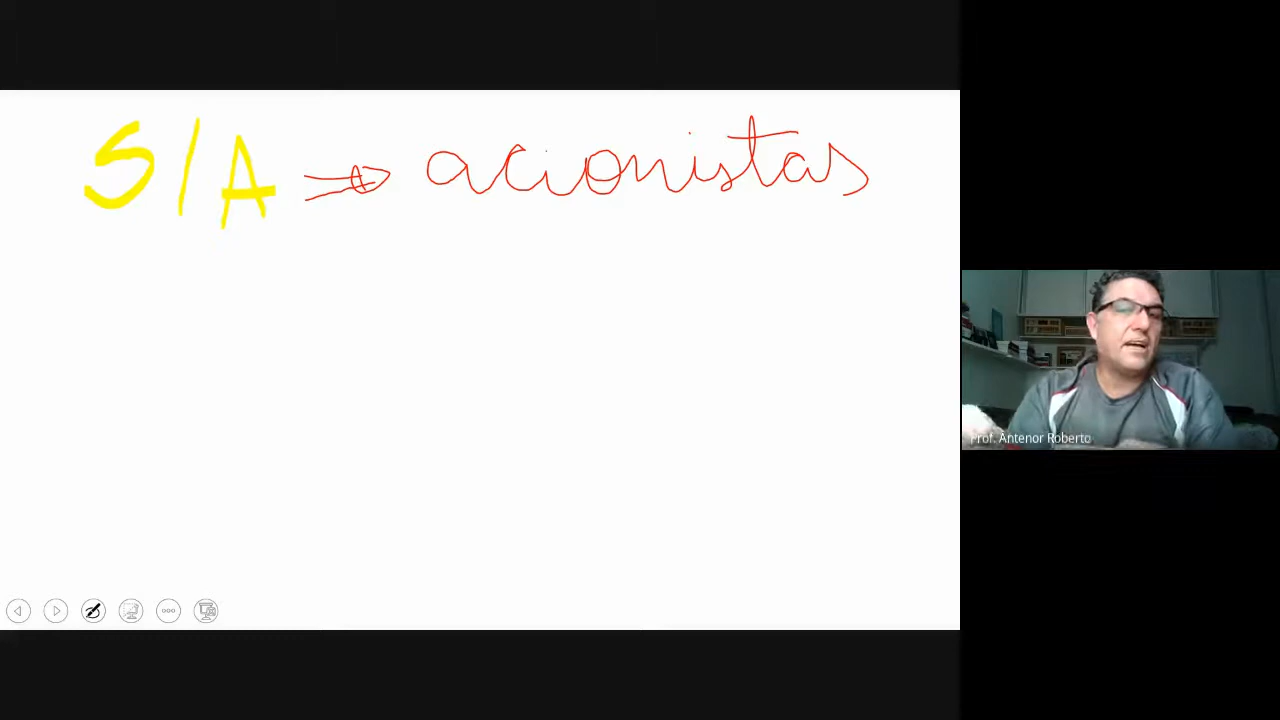 S/A ⇒ acionistas
Prof. Antenor Roberto